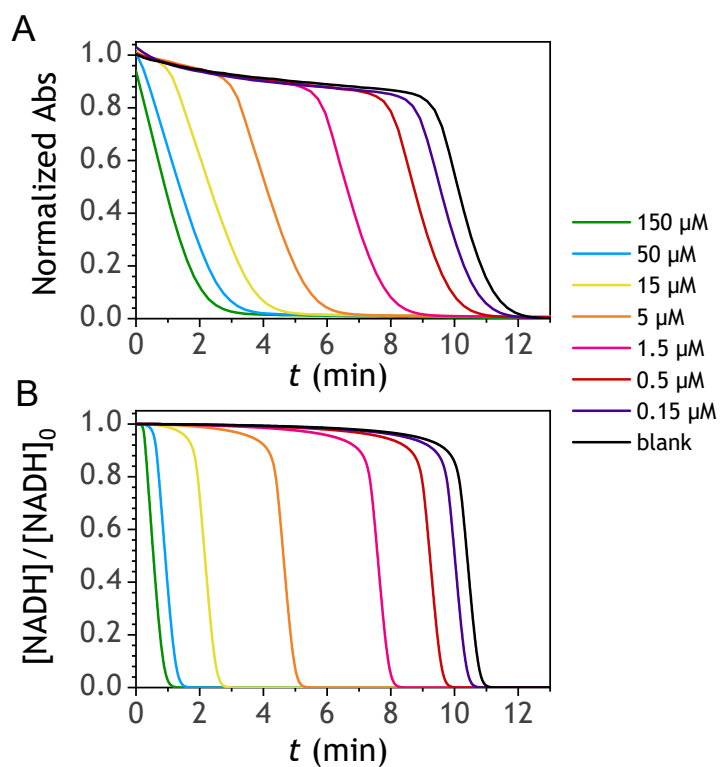 A
Normalized Abs
1.0
0.8
0.6
0.4
0.2
0.0
0 2 4 6 8 10 12
t (min)
150 µM
50 µM
15 µM
5 µM
1.5 µM
0.5 µM
0.15 µM
blank
B
[NADH] / [NADH]0
1.0
0.8
0.6
0.4
0.2
0.0
0 2 4 6 8 10 12
t (min)